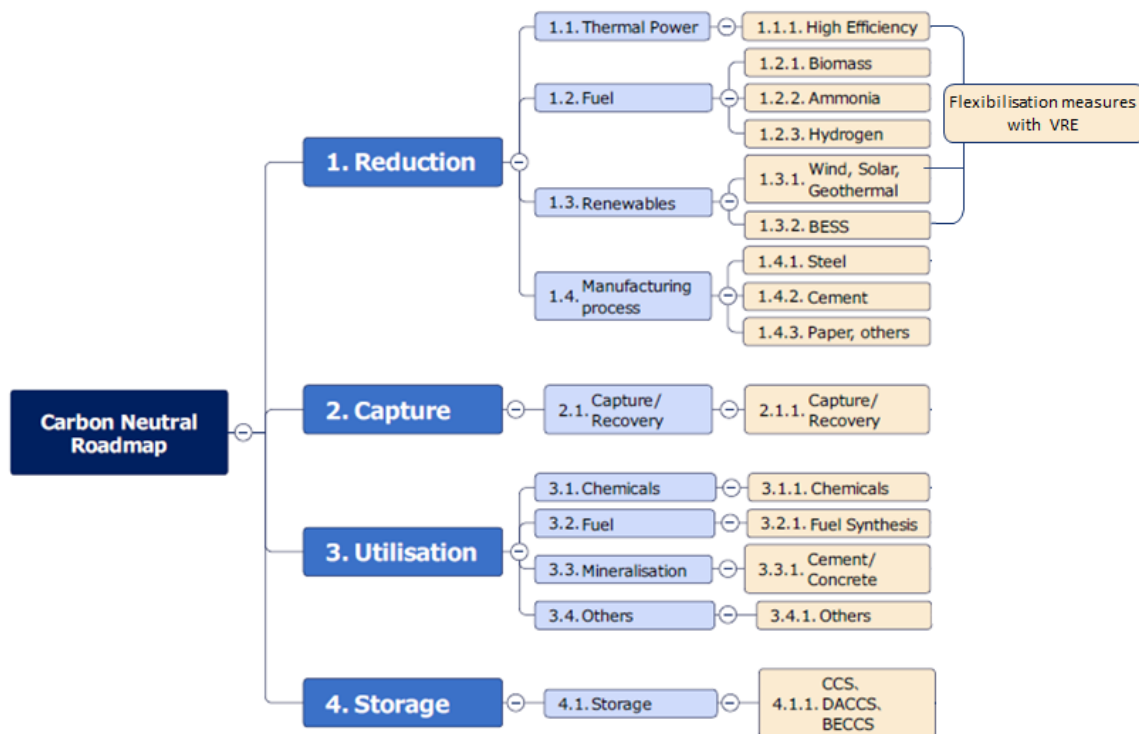 Carbon Neutral
Roadmap
1. Reduction
1.1. Thermal Power
1.1.1. High Efficiency
1.2. Fuel
1.2.1. Biomass
1.2.2. Ammonia
1.2.3. Hydrogen
1.3. Renewables
1.3.1. Wind, Solar,
Geothermal
1.3.2. BESS
Flexibilisation measures
with VRE
1.4. Manufacturing
process
1.4.1. Steel
1.4.2. Cement
1.4.3. Paper, others
2. Capture
2.1. Capture/
Recovery
2.1.1. Capture/
Recovery
3. Utilisation
3.1. Chemicals
3.1.1. Chemicals
3.2. Fuel
3.2.1. Fuel Synthesis
3.3. Mineralisation
3.3.1. Cement/
Concrete
3.4. Others
3.4.1. Others
4. Storage
4.1. Storage
4.1.1. CCS、
DACCS、
BECCS